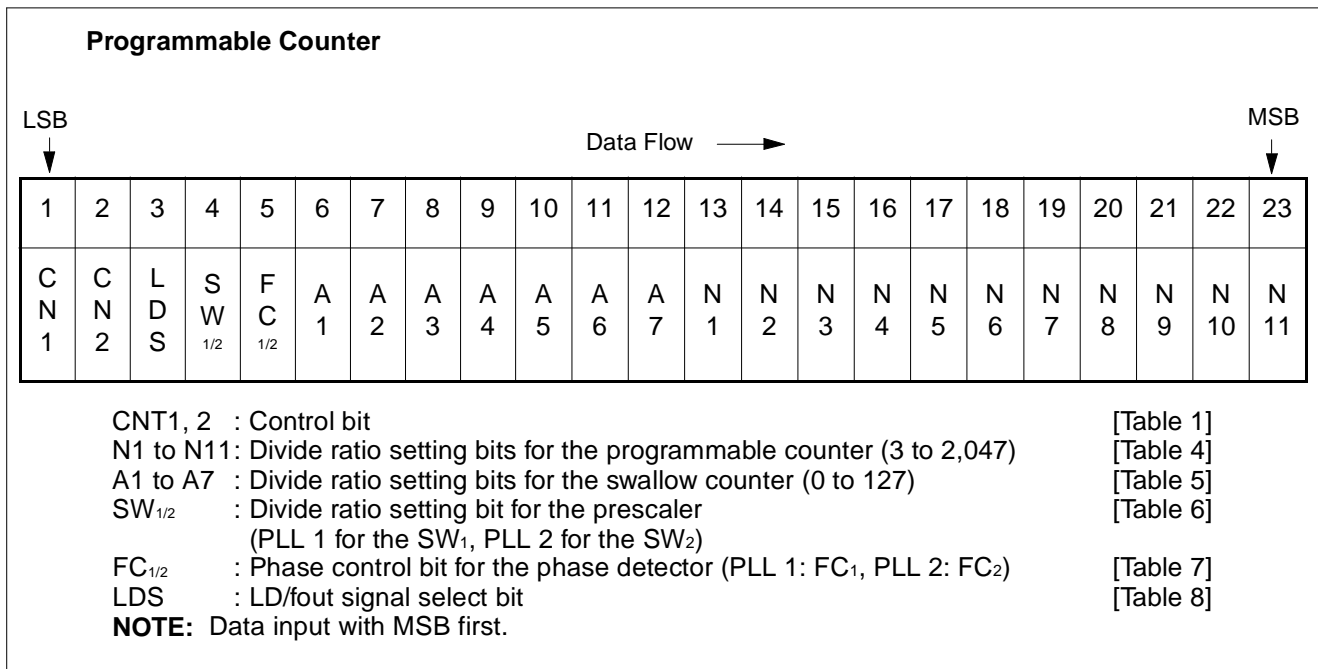 Programmable Counter
LSB
MSB
Data Flow
1 2 3 4 5 6 7 8 9 10 11 12 13 14 15 16 17 18 19 20 21 22 23
CN1 CN2 LDS SW1/2 FC1/2 A1 A2 A3 A4 A5 A6 A7 N1 N2 N3 N4 N5 N6 N7 N8 N9 N10 N11
CNT1, 2 : Control bit [Table 1]
N1 to N11: Divide ratio setting bits for the programmable counter (3 to 2,047) [Table 4]
A1 to A7 : Divide ratio setting bits for the swallow counter (0 to 127) [Table 5]
SW1/2 : Divide ratio setting bit for the prescaler [Table 6]
(PLL 1 for the SW1, PLL 2 for the SW2)
FC1/2 : Phase control bit for the phase detector (PLL 1: FC1, PLL 2: FC2) [Table 7]
LDS : LD/fout signal select bit [Table 8]
NOTE: Data input with MSB first.